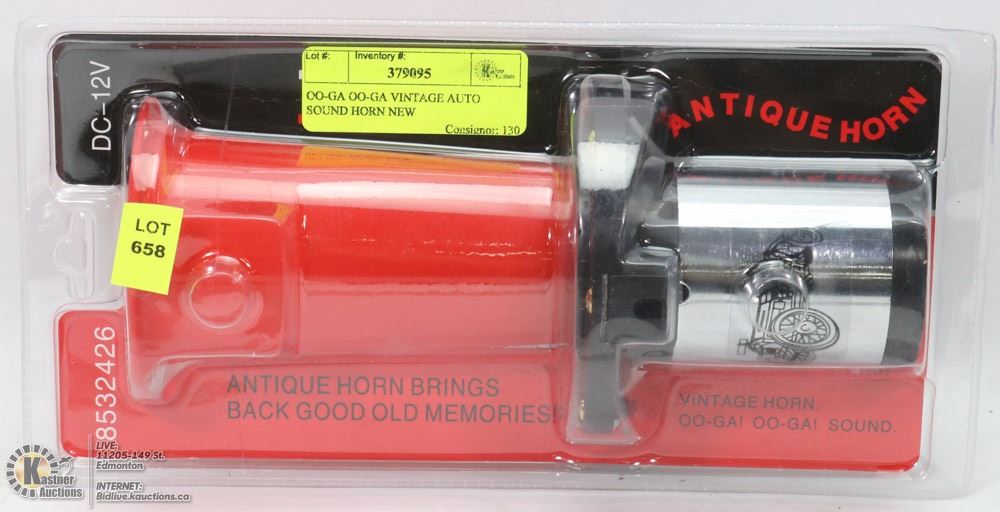 DC–12V
Lot #: Inventory #:
379095
OO-GA OO-GA VINTAGE AUTO
SOUND HORN NEW
Consignor: 130
ANTIQUE HORN
LOT
658
8532426
ANTIQUE HORN BRINGS
BACK GOOD OLD MEMORIES!
VINTAGE HORN.
OO-GA! OO-GA! SOUND.
Kastner
Auctions
LIVE:
11205-149 St.
Edmonton
INTERNET:
Bidlive.kauctions.ca